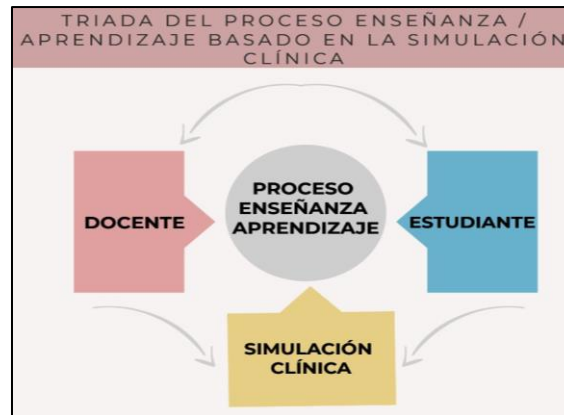 TRIADA DEL PROCESO ENSEÑANZA /
APRENDIZAJE BASADO EN LA SIMULACIÓN
CLÍNICA
DOCENTE
PROCESO
ENSEÑANZA
APRENDIZAJE
ESTUDIANTE
SIMULACIÓN
CLÍNICA